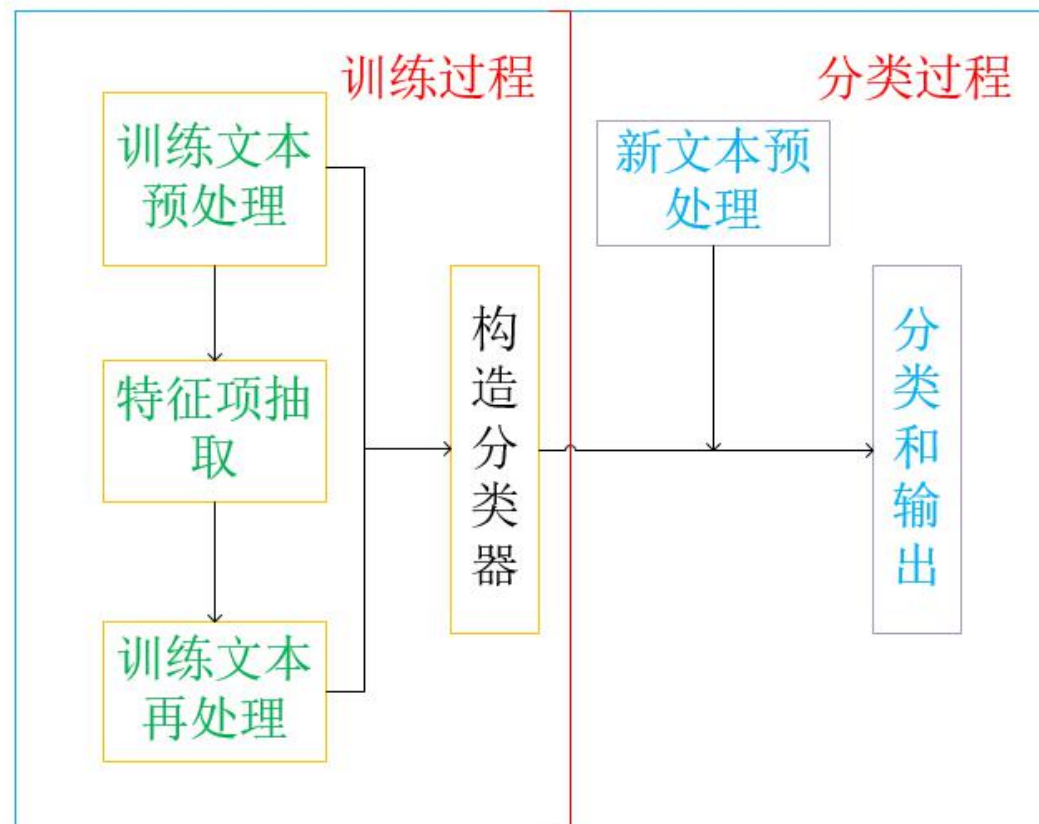 训练过程
训练文本
预处理
特征项抽
取
训练文本
再处理
构造分类器
分类过程
新文本预
处理
分类和输出